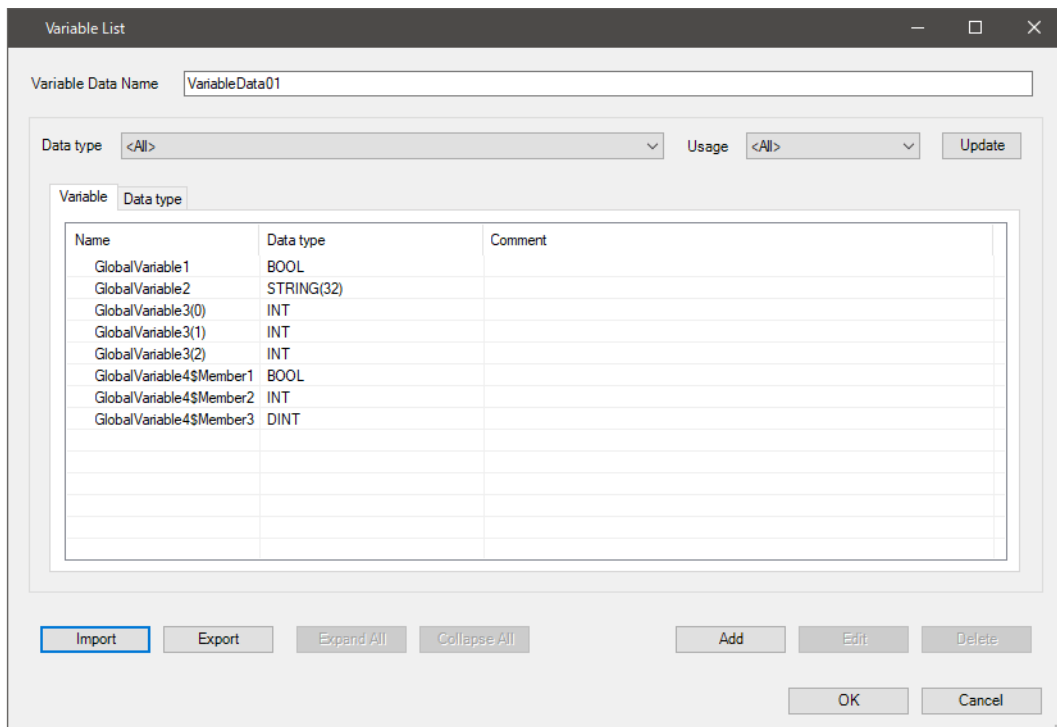 Variable List
Variable Data Name VariableData01
Data type <All> Usage <All> Update
Variable Data type
Name Data type Comment
GlobalVariable1 BOOL
GlobalVariable2 STRING(32)
GlobalVariable3(0) INT
GlobalVariable3(1) INT
GlobalVariable3(2) INT
GlobalVariable4$Member1 BOOL
GlobalVariable4$Member2 INT
GlobalVariable4$Member3 DINT
Import Export Expand All Collapse All Add Edit Delete
OK Cancel